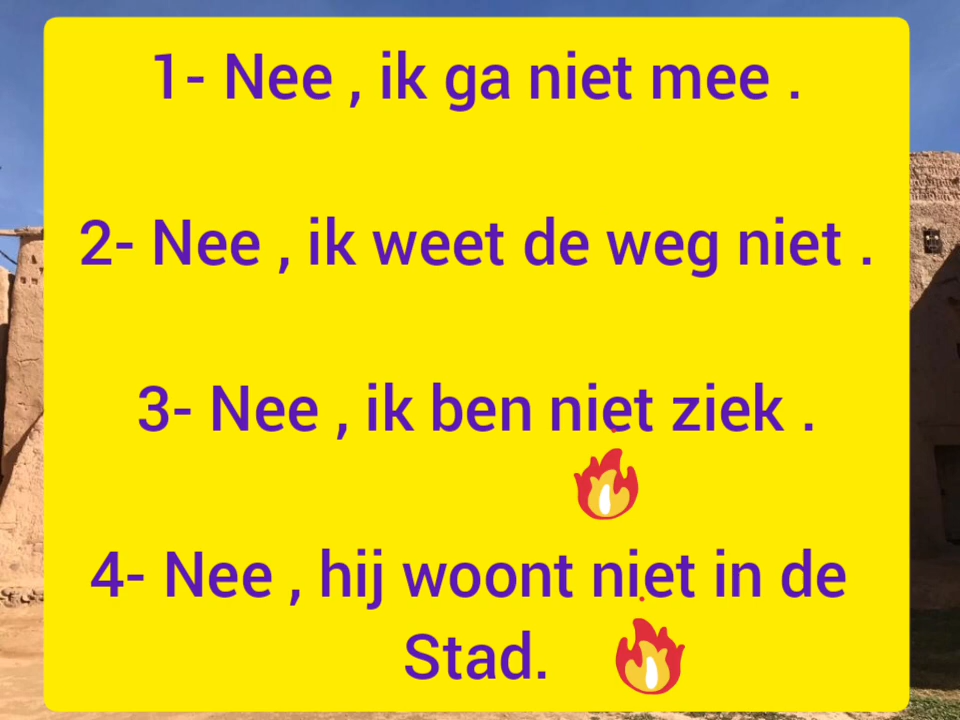 1- Nee , ik ga niet mee .
2- Nee , ik weet de weg niet .
3- Nee , ik ben niet ziek .
4- Nee , hij woont niet in de
Stad.